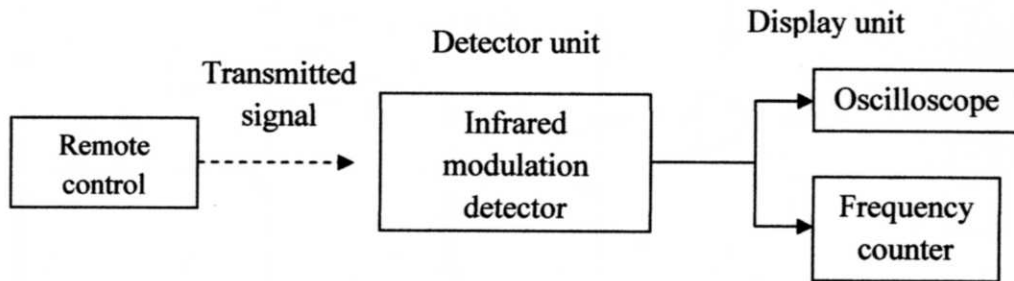 Display unit
Detector unit
Transmitted
signal
Oscilloscope
Infrared
modulation
detector
Remote
control
Frequency
counter